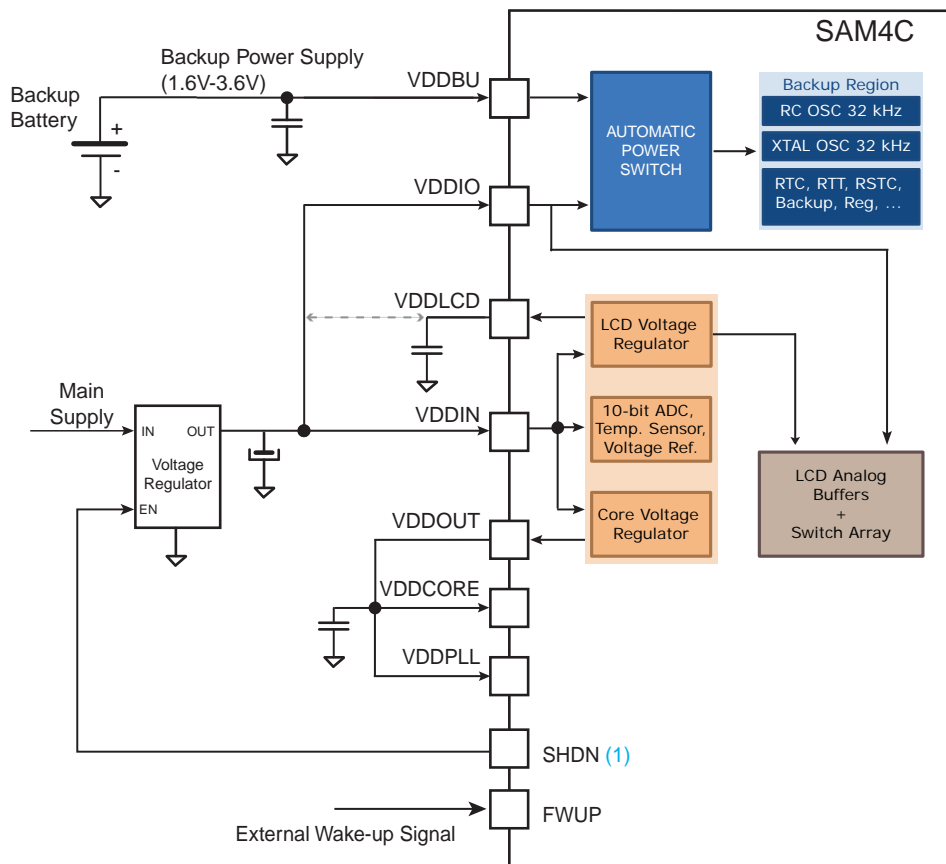 SAM4C
Backup Power Supply
(1.6V-3.6V)
VDDBU
Backup
Battery
+
-
AUTOMATIC
POWER
SWITCH
Backup Region
RC OSC 32 kHz
XTAL OSC 32 kHz
RTC, RTT, RSTC,
Backup, Reg, ...
VDDIO
VDDLCD
LCD Voltage
Regulator
Main
Supply
IN
OUT
Voltage
Regulator
EN
VDDIN
10-bit ADC,
Temp. Sensor,
Voltage Ref.
LCD Analog
Buffers
+
Switch Array
VDDOUT
Core Voltage
Regulator
VDDCORE
VDDPLL
SHDN (1)
FWUP
External Wake-up Signal